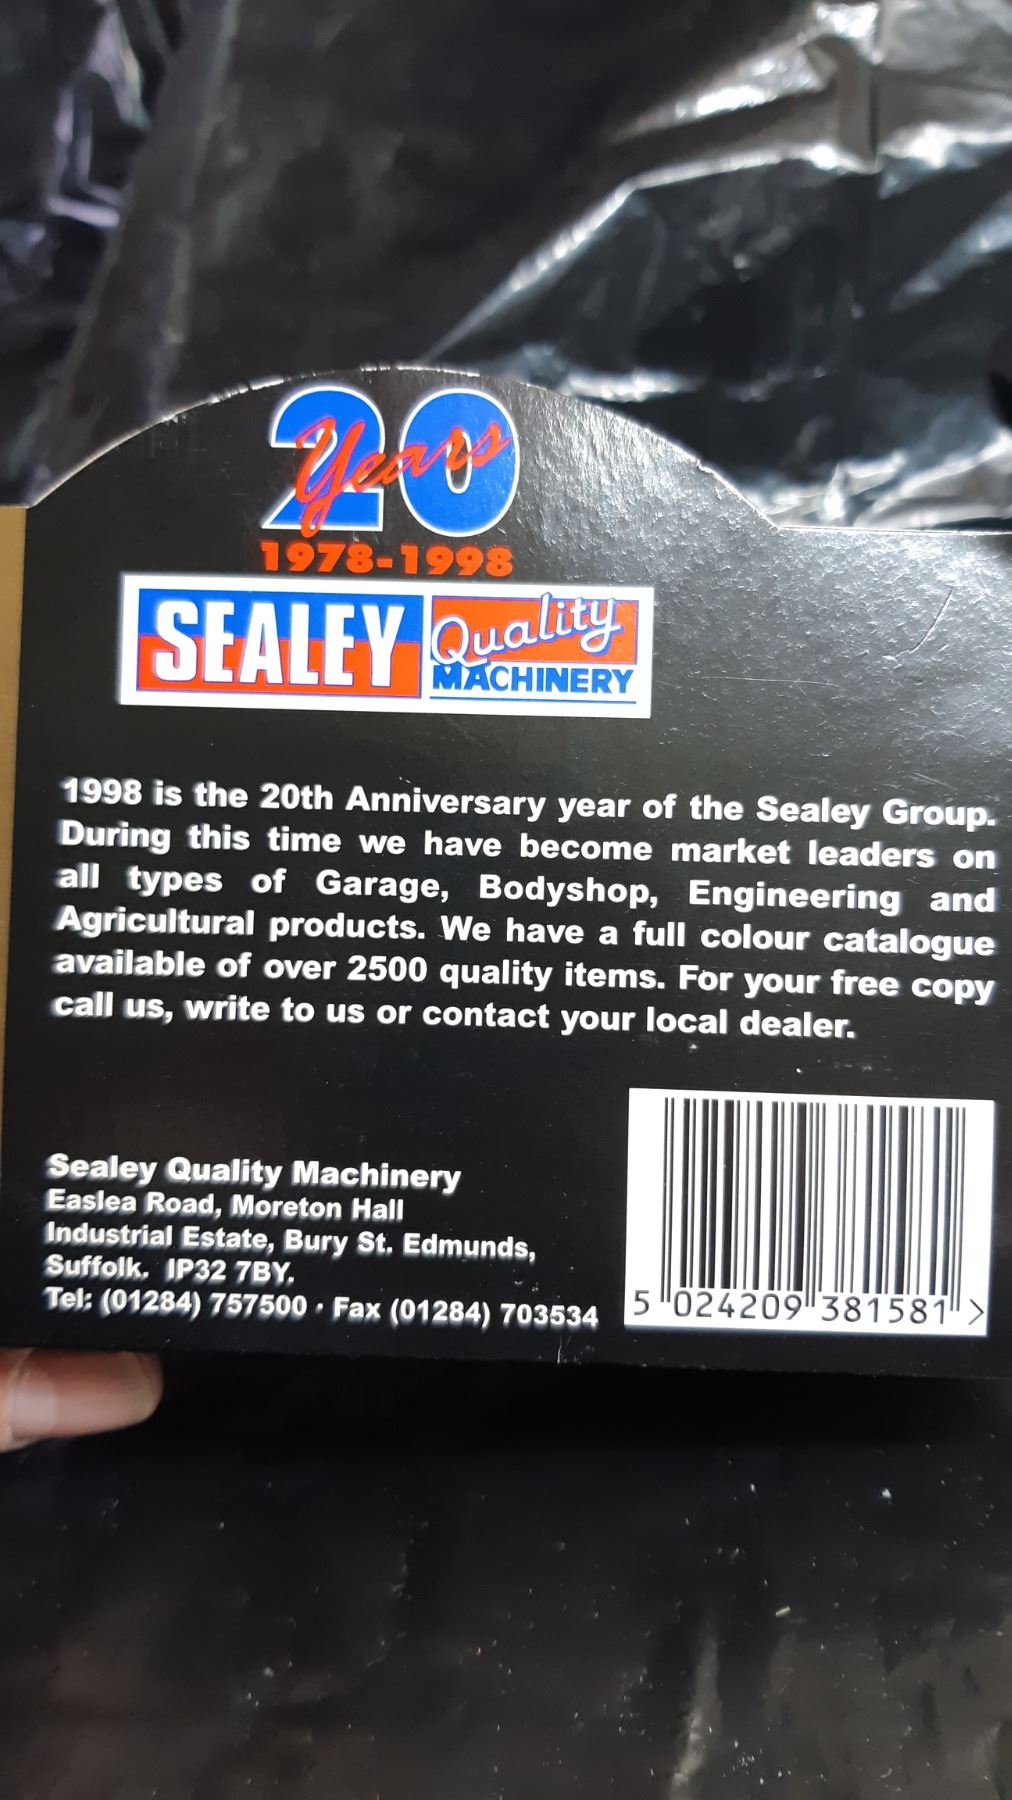 20
Years
1978-1998
SEALEY Quality
MACHINERY
1998 is the 20th Anniversary year of the Sealey Group.
During this time we have become market leaders on
all types of Garage, Bodyshop, Engineering and
Agricultural products. We have a full colour catalogue
available of over 2500 quality items. For your free copy
call us, write to us or contact your local dealer.
Sealey Quality Machinery
Easlea Road, Moreton Hall
Industrial Estate, Bury St. Edmunds,
Suffolk. IP32 7BY.
Tel: (01284) 757500 · Fax (01284) 703534
5 024209 381581 >